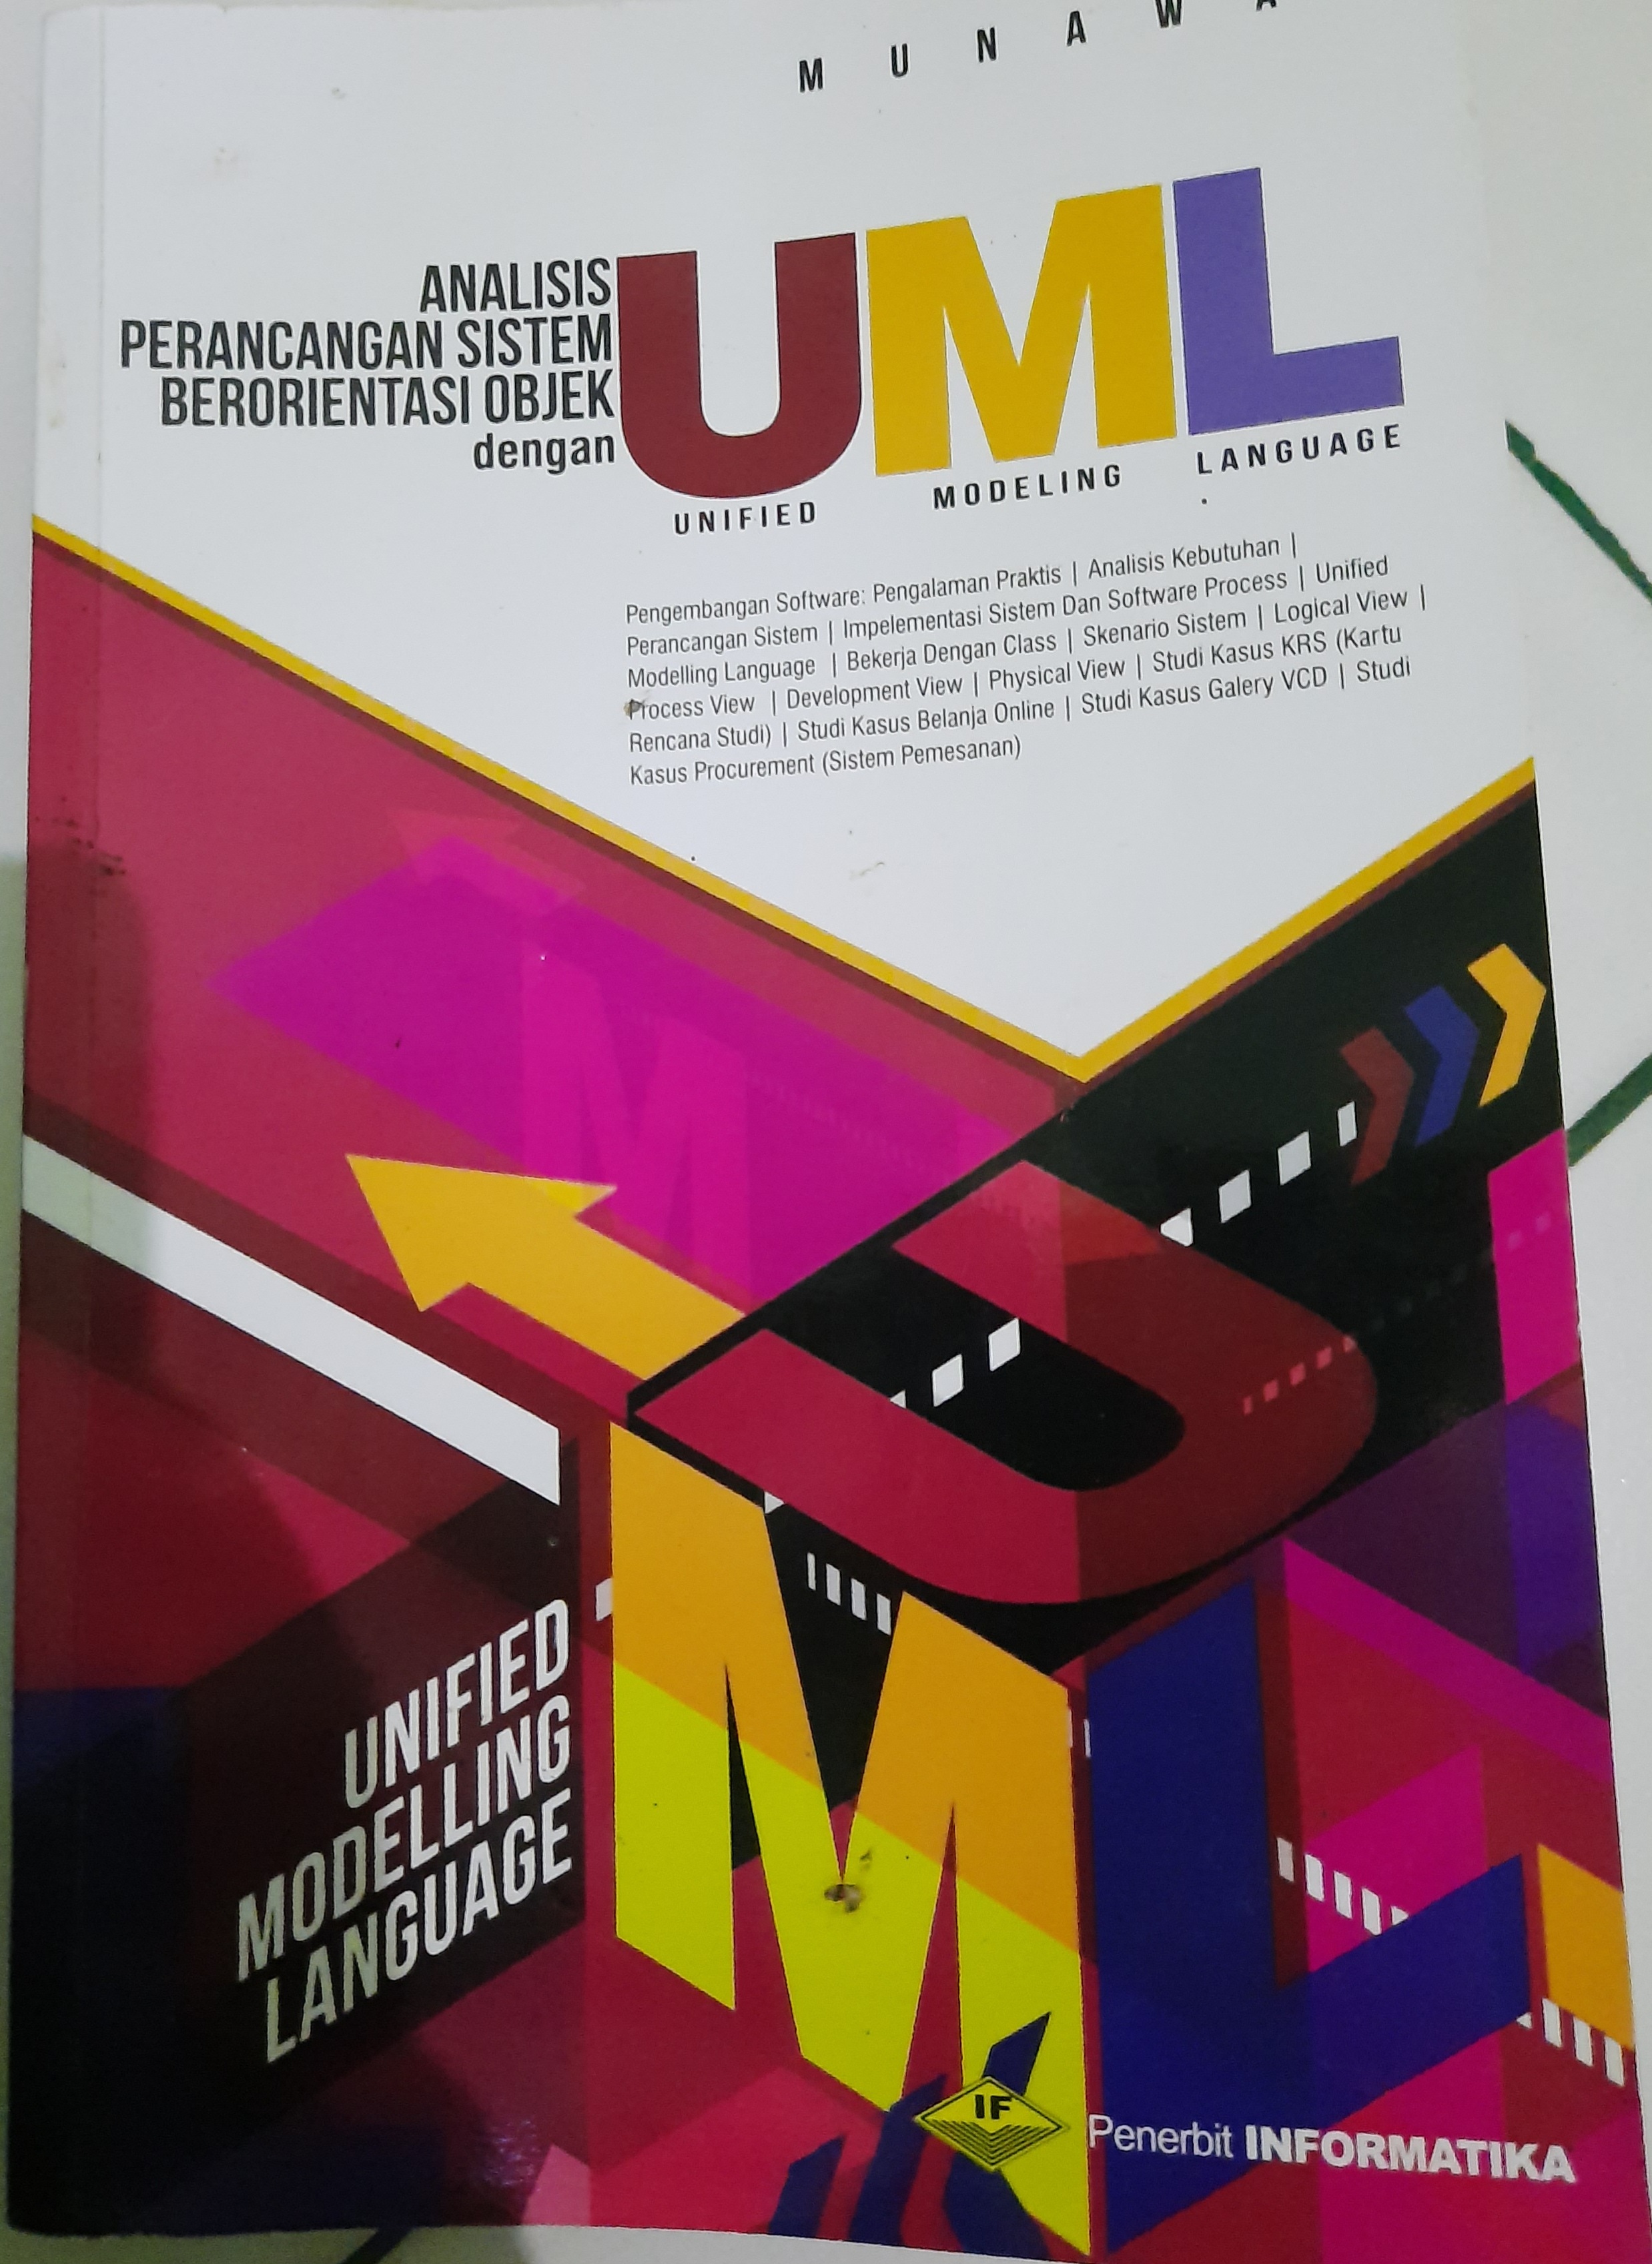 M U N A W A
ANALISIS
PERANCANGAN SISTEM
BERORIENTASI OBJEK
dengan
UML
UNIFIED MODELING LANGUAGE
Pengembangan Software: Pengalaman Praktis | Analisis Kebutuhan |
Perancangan Sistem | Impelementasi Sistem Dan Software Process | Unified
Modelling Language | Bekerja Dengan Class | Skenario Sistem | Logical View |
Process View | Development View | Physical View | Studi Kasus KRS (Kartu
Rencana Studi) | Studi Kasus Belanja Online | Studi Kasus Galery VCD | Studi
Kasus Procurement (Sistem Pemesanan)
M
U
M L
UNIFIED
MODELLING
LANGUAGE
IF
Penerbit INFORMATIKA